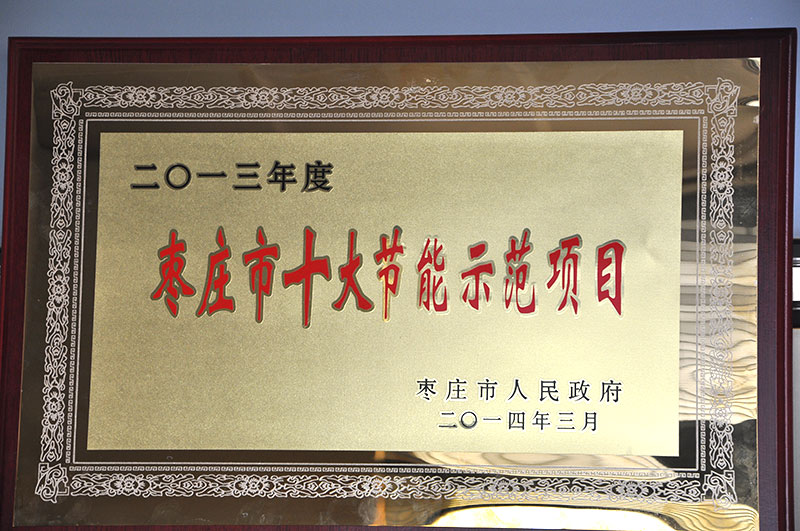 二〇一三年度
枣庄市十大节能示范项目
枣庄市人民政府
二〇一四年三月